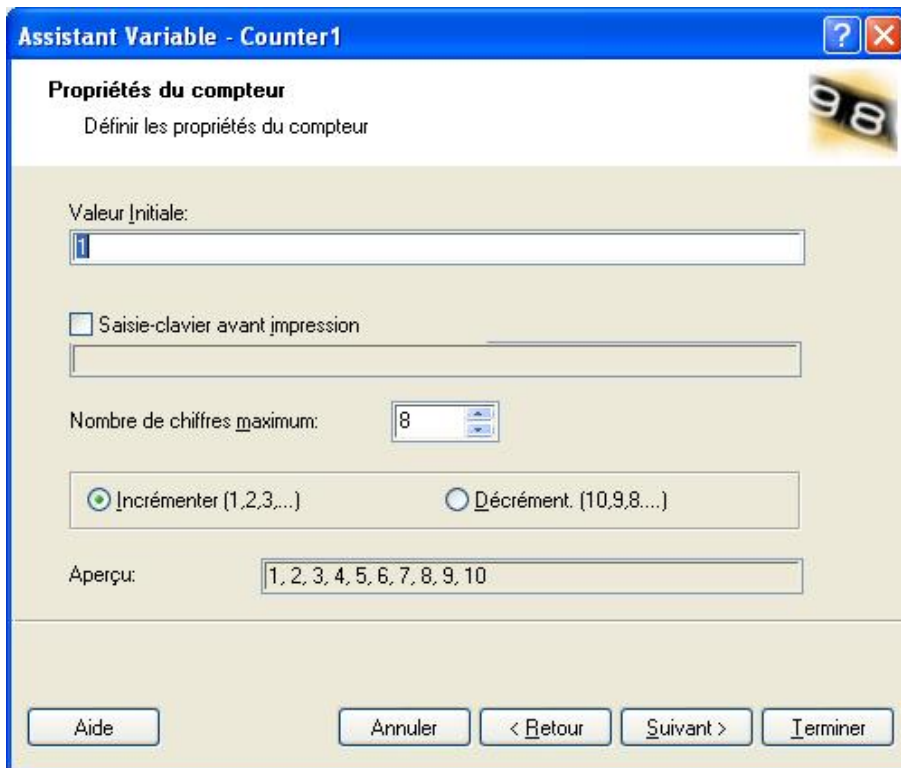 Assistant Variable - Counter1
Propriétés du compteur
Définir les propriétés du compteur
98
Valeur Initiale:
1
Saisie-clavier avant impression
Nombre de chiffres maximum:
8
Incrémenter (1,2,3,...)
Décrément. (10,9,8....)
Aperçu:
1, 2, 3, 4, 5, 6, 7, 8, 9, 10
Aide
Annuler
< Retour
Suivant >
Terminer